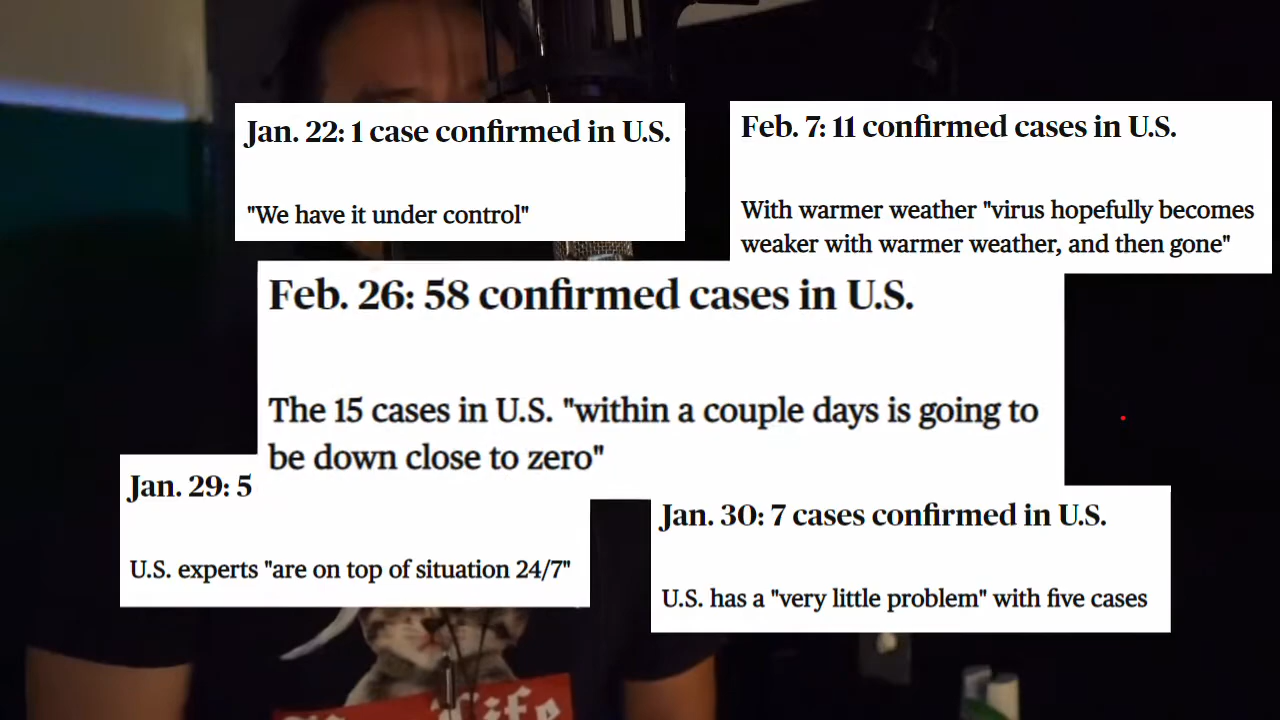 Jan. 22: 1 case confirmed in U.S.
"We have it under control"
Feb. 7: 11 confirmed cases in U.S.
With warmer weather "virus hopefully becomes
weaker with warmer weather, and then gone"
Feb. 26: 58 confirmed cases in U.S.
The 15 cases in U.S. "within a couple days is going to
be down close to zero"
Jan. 29: 5
U.S. experts "are on top of situation 24/7"
Jan. 30: 7 cases confirmed in U.S.
U.S. has a "very little problem" with five cases
Life